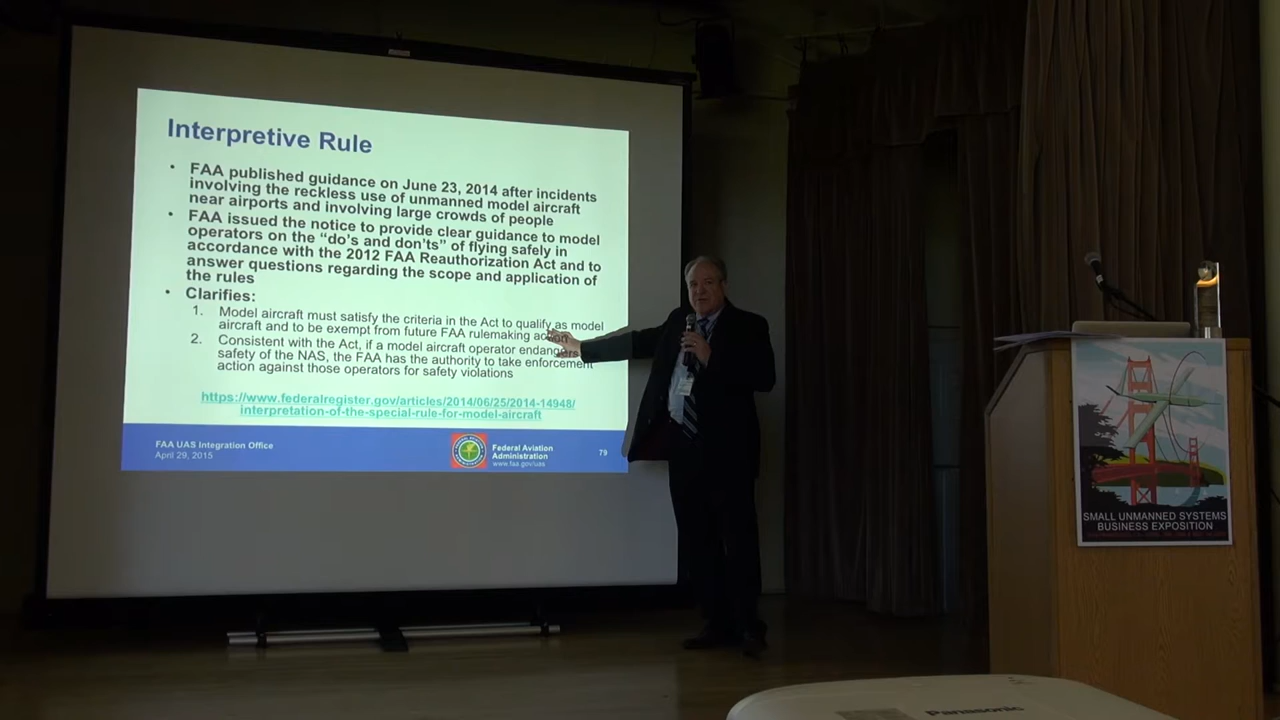 Interpretive Rule
• FAA published guidance on June 23, 2014 after incidents
involving the reckless use of unmanned model aircraft
near airports and involving large crowds of people
• FAA issued the notice to provide clear guidance to model
operators on the “do's and don'ts” of flying safely in
accordance with the 2012 FAA Reauthorization Act and to
answer questions regarding the scope and application of
the rules
• Clarifies:
1. Model aircraft must satisfy the criteria in the Act to qualify as model
aircraft and to be exempt from future FAA rulemaking action
2. Consistent with the Act, if a model aircraft operator endangers
safety of the NAS, the FAA has the authority to take enforcement
action against those operators for safety violations
https://www.federalregister.gov/articles/2014/06/25/2014-14948/
interpretation-of-the-special-rule-for-model-aircraft
FAA UAS Integration Office
April 29, 2015
Federal Aviation
Administration
www.faa.gov/uas
79
SMALL UNMANNED SYSTEMS
BUSINESS EXPOSITION
Panasonic